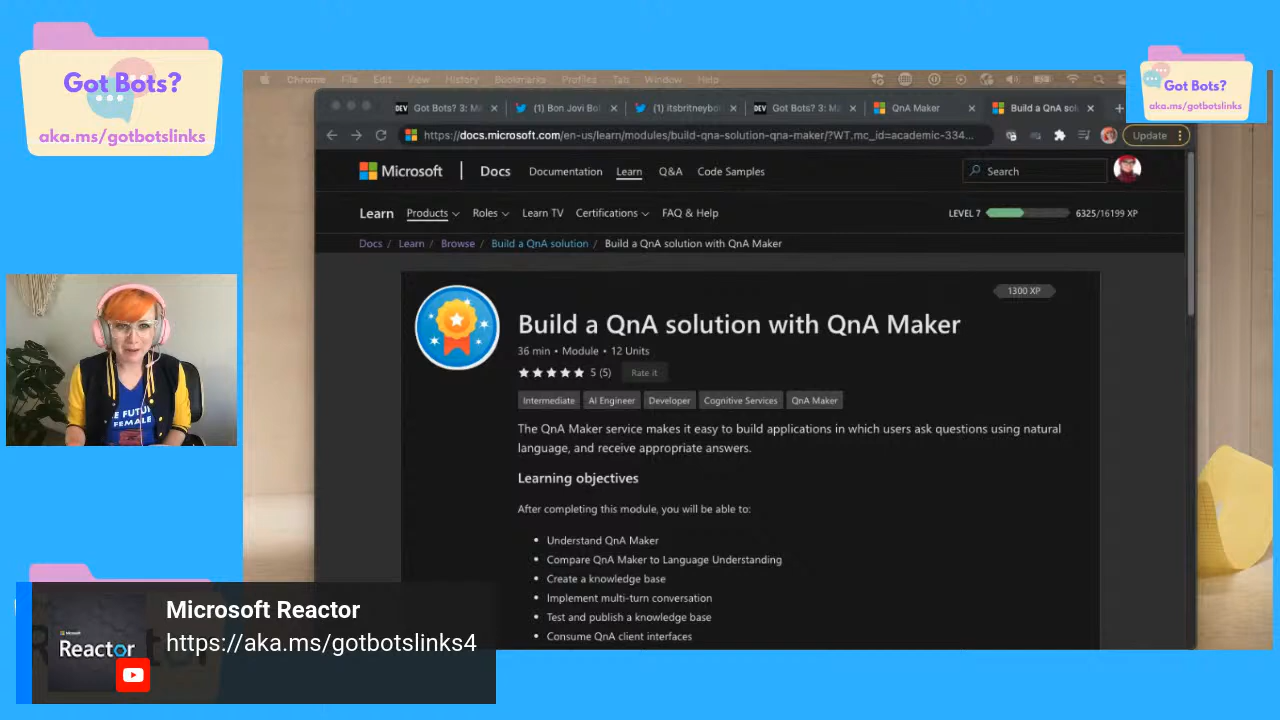 Got Bots?
aka.ms/gotbotslinks
Chrome File Edit View History Bookmarks Profiles Tab Window Help
Got Bots? 3: M
(1) Bon Jovi Bo
(1) itsbritneybo
Got Bots? 3: M
QnA Maker
Build a QnA so
Got Bots?
aka.ms/gotbotslinks
https://docs.microsoft.com/en-us/learn/modules/build-qna-solution-qna-maker/?WT.mc_id=academic-334...
Update
Microsoft
Docs
Documentation
Learn
Q&A
Code Samples
Search
Learn
Products
Roles
Learn TV
Certifications
FAQ & Help
LEVEL 7
6325/16199 XP
Docs / Learn / Browse / Build a QnA solution / Build a QnA solution with QnA Maker
1300 XP
Build a QnA solution with QnA Maker
36 min • Module • 12 Units
5 (5)
Rate it
Intermediate
AI Engineer
Developer
Cognitive Services
QnA Maker
The QnA Maker service makes it easy to build applications in which users ask questions using natural
language, and receive appropriate answers.
Learning objectives
After completing this module, you will be able to:
• Understand QnA Maker
• Compare QnA Maker to Language Understanding
• Create a knowledge base
• Implement multi-turn conversation
• Test and publish a knowledge base
• Consume QnA client interfaces
FUTU
FEMALE
Microsoft
Reactor
Microsoft Reactor
https://aka.ms/gotbotslinks4